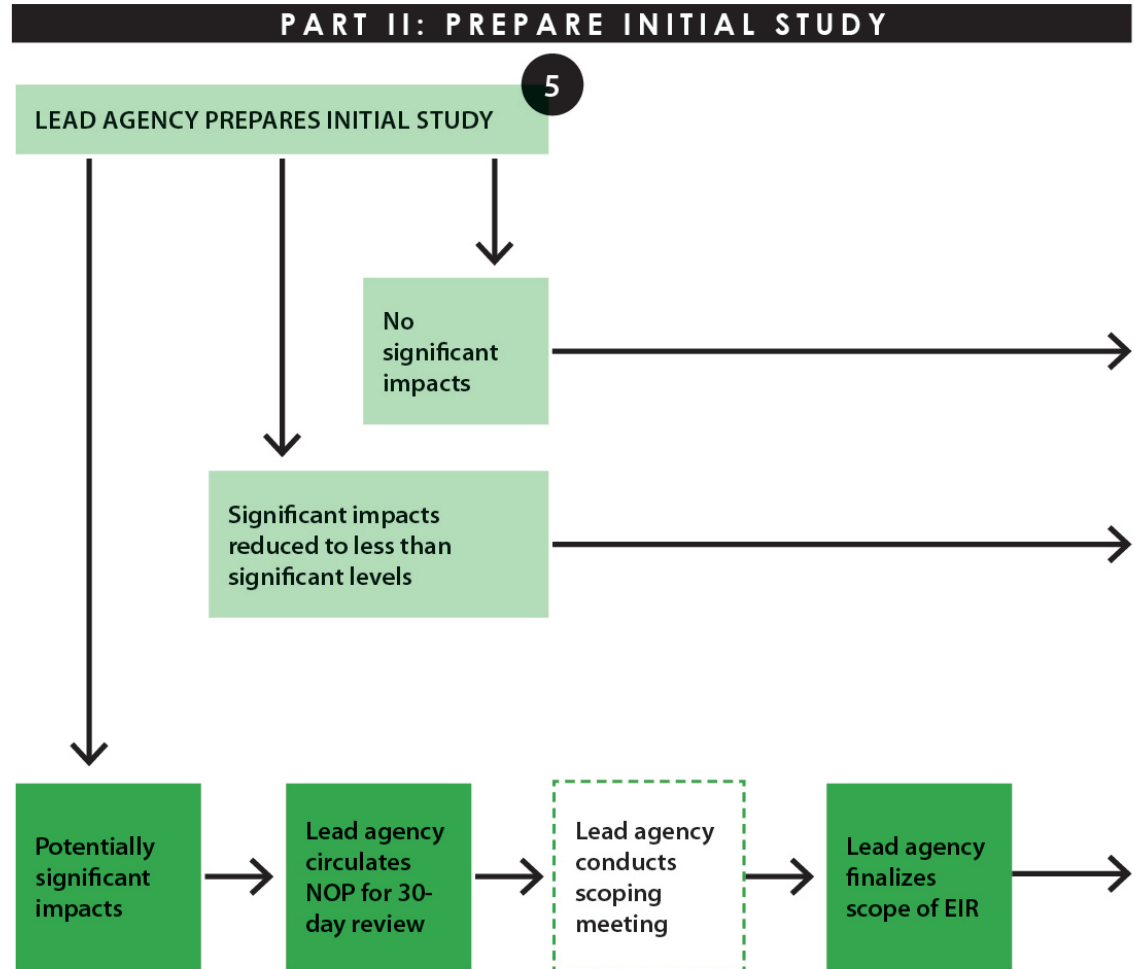 PART II: PREPARE INITIAL STUDY
5
LEAD AGENCY PREPARES INITIAL STUDY
No
significant
impacts
Significant impacts
reduced to less than
significant levels
Potentially
significant
impacts
Lead agency
circulates
NOP for 30-
day review
Lead agency
conducts
scoping
meeting
Lead agency
finalizes
scope of EIR